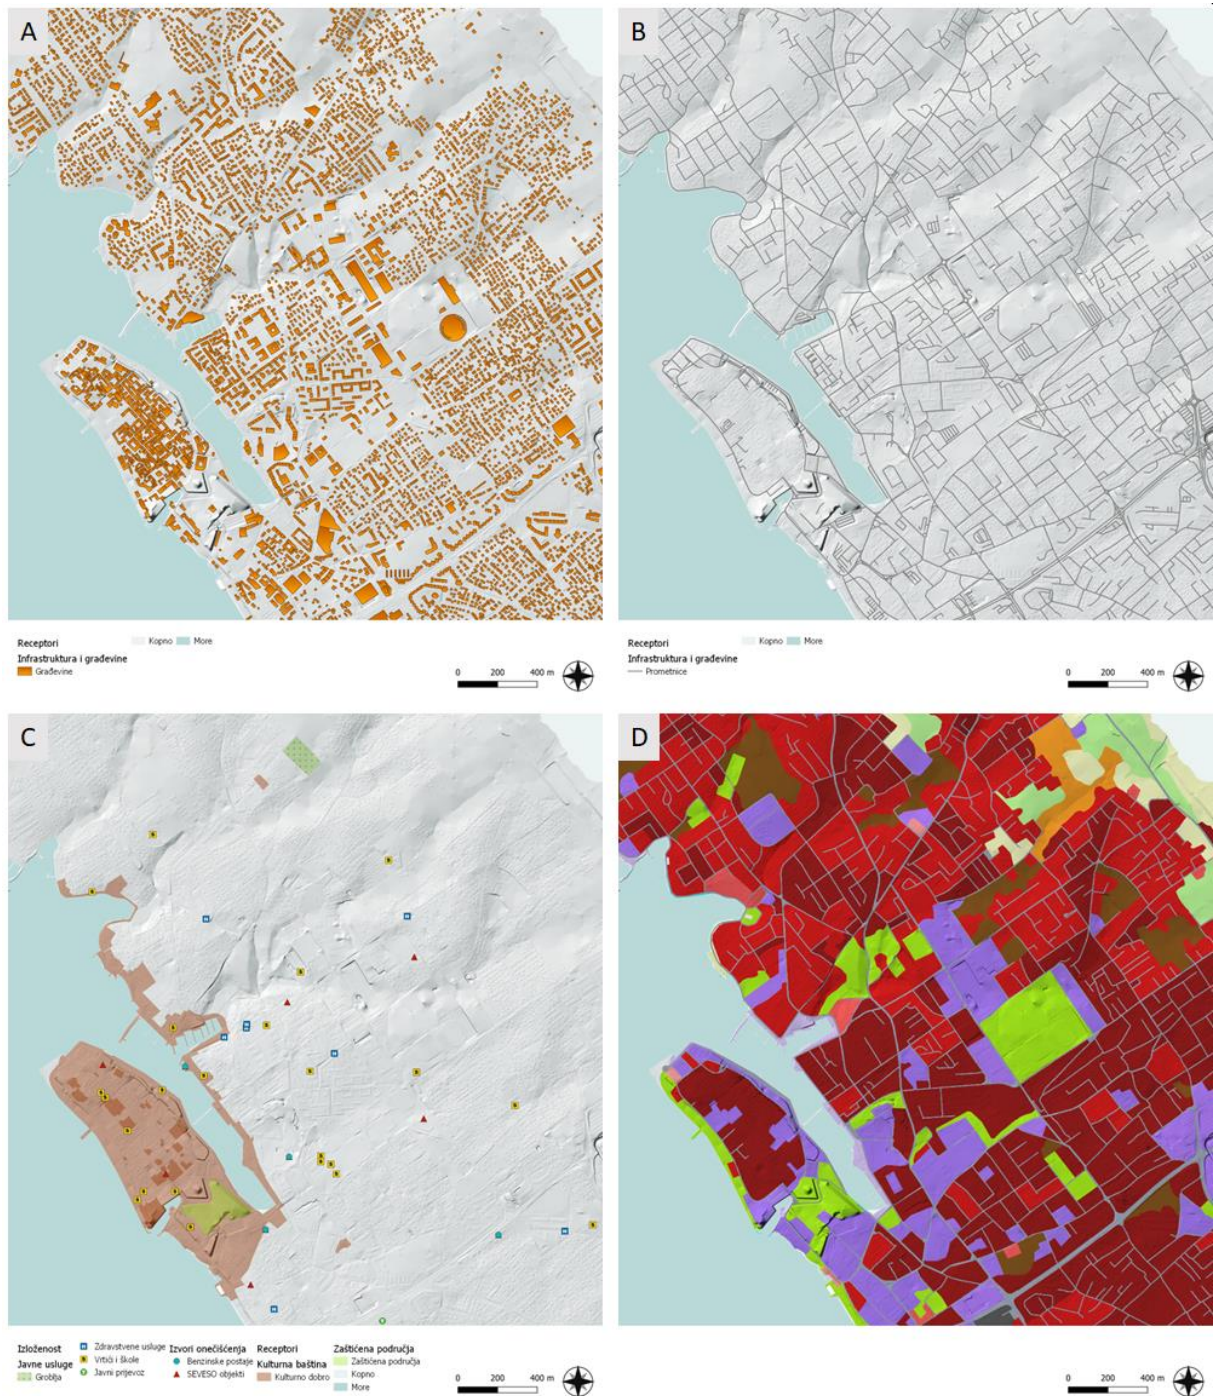 A
B
Receptori
Kopno
More
Infrastruktura i građevine
Građevine
0 200 400 m
Receptori
Kopno
More
Infrastruktura i građevine
Prometnice
0 200 400 m
C
D
Izloženost
Javne usluge
Groblja
Zdravstvene usluge
Vrtići i škole
Javni prijevoz
Izvori onečišćenja
Benzinske postaje
SEVESO objekti
Receptori
Kulturna baština
Kulturno dobro
Zaštićena područja
Zaštićena područja
Kopno
More
0 200 400 m
0 200 400 m